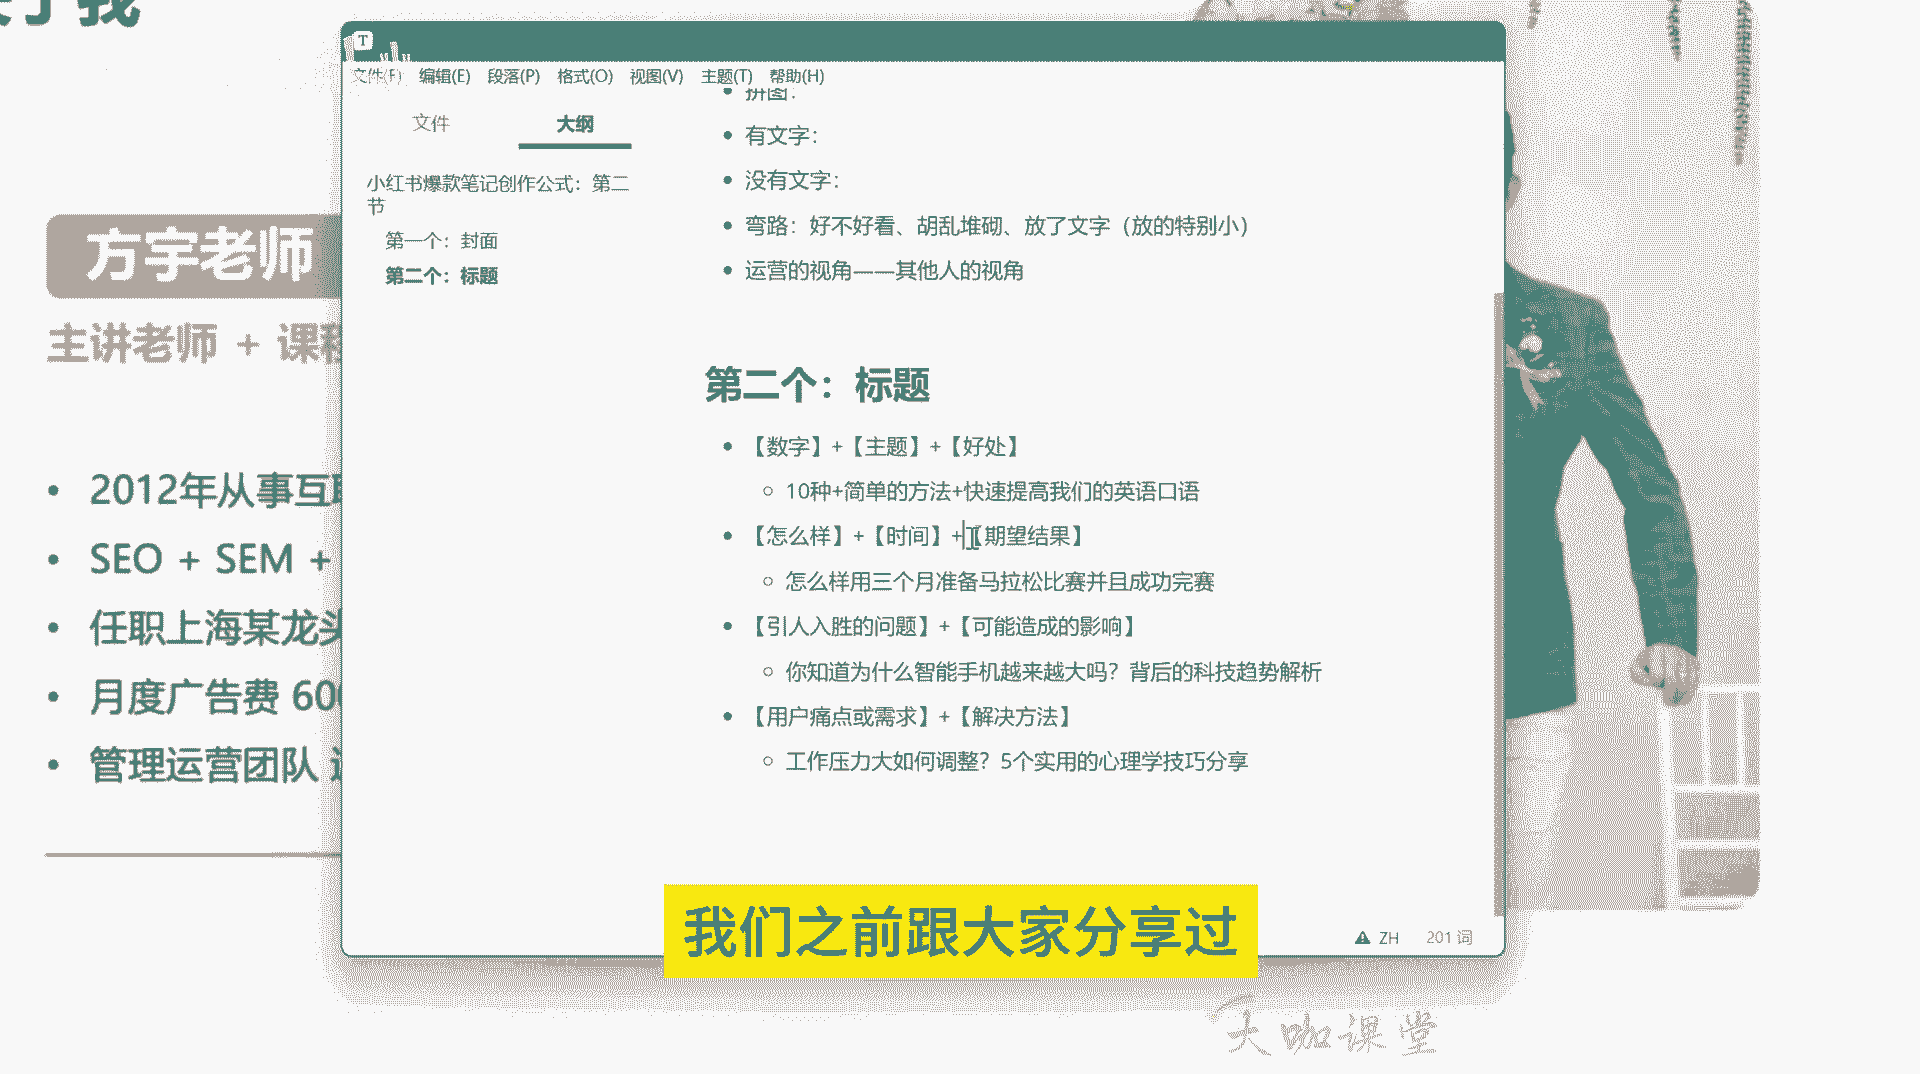 我
T
文件(F) 编辑(E) 段落(P) 格式(O) 视图(V) 主题(T) 帮助(H)
文件 大纲
小红书爆款笔记创作公式：第二
节
第一个：封面
第二个：标题
拼图：
有文字：
没有文字：
弯路：好不好看、胡乱堆砌、放了文字（放的特别小）
运营的视角——其他人的视角
第二个：标题
【数字】+【主题】+【好处】
10种+简单的方法+快速提高我们的英语口语
【怎么样】+【时间】+【期望结果】
怎么样用三个月准备马拉松比赛并且成功完赛
【引人入胜的问题】+【可能造成的影响】
你知道为什么智能手机越来越大吗？背后的科技趋势解析
【用户痛点或需求】+【解决方法】
工作压力大如何调整？5个实用的心理学技巧分享
ZH 201 词
方宇老师
主讲老师 + 课
2012年从事互
SEO + SEM +
任职上海某龙
月度广告费 60
管理运营团队
我们之前跟大家分享过
大咖课堂